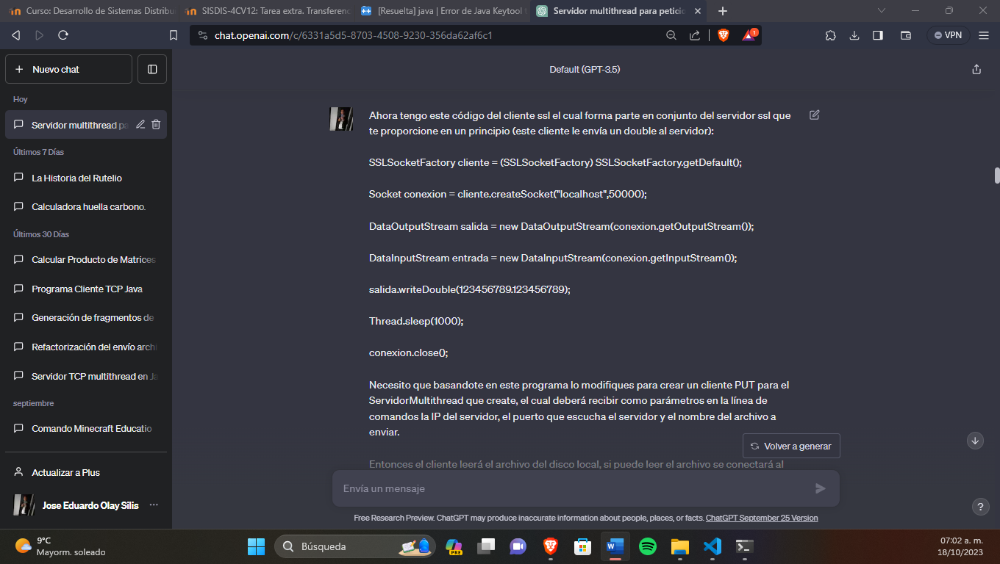 Curso: Desarrollo de Sistemas Distribu
SISDIS-4CV12: Tarea extra. Transferenc
[Resuelta] java | Error de Java Keytool
Servidor multithread para petició
chat.openai.com/c/6331a5d5-8703-4508-9230-356da62af6c1
1
VPN
Nuevo chat
Default (GPT-3.5)
Hoy
Servidor multithread pa
Últimos 7 Días
La Historia del Rutelio
Calculadora huella carbono.
Últimos 30 Días
Calcular Producto de Matrices
Programa Cliente TCP Java
Generación de fragmentos de
Refactorización del envío archi
Servidor TCP multithread en Ja
septiembre
Comando Minecraft Educatio
Actualizar a Plus
Jose Eduardo Olay Silis
Ahora tengo este código del cliente ssl el cual forma parte en conjunto del servidor ssl que
te proporcione en un principio (este cliente le envía un double al servidor):
SSLSocketFactory cliente = (SSLSocketFactory) SSLSocketFactory.getDefault();
Socket conexion = cliente.createSocket("localhost",50000);
DataOutputStream salida = new DataOutputStream(conexion.getOutputStream());
DataInputStream entrada = new DataInputStream(conexion.getInputStream());
salida.writeDouble(123456789.123456789);
Thread.sleep(1000);
conexion.close();
Necesito que basandote en este programa lo modifiques para crear un cliente PUT para el
ServidorMultithread que create, el cual deberá recibir como parámetros en la línea de
comandos la IP del servidor, el puerto que escucha el servidor y el nombre del archivo a
enviar.
Volver a generar
Entonces el cliente leerá el archivo del disco local, si puede leer el archivo se conectará al
Envía un mensaje
Free Research Preview. ChatGPT may produce inaccurate information about people, places, or facts. ChatGPT September 25 Version
?
9°C
Mayorm. soleado
Búsqueda
PRE
07:02 a. m.
18/10/2023